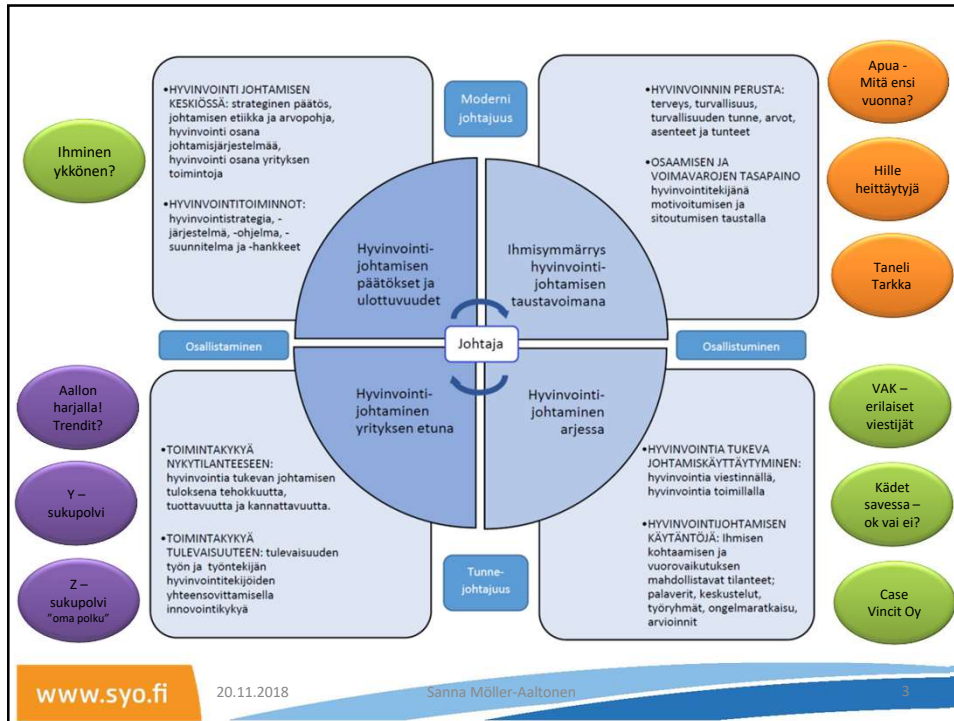 •HYVINVOINTI JOHTAMISEN
KESKIÖSSÄ: strateginen päätös,
johtamisen etiikka ja arvopohja,
hyvinvointi osana
johtamisjärjestelmää,
hyvinvointi osana yrityksen
toimintoja
•HYVINVOINTITOIMINNOT:
hyvinvointistrategia, -
järjestelmä, -ohjelma, -
suunnitelma ja -hankkeet
Ihminen
ykkönen?
Moderni
johtajuus
•HYVINVOINNIN PERUSTA:
terveys, turvallisuus,
turvallisuuden tunne, arvot,
asenteet ja tunteet
•OSAAMISEN JA
VOIMAVAROJEN TASAPAINO
hyvinvointitekijänä
motivoitumisen ja
sitoutumisen taustalla
Apua -
Mitä ensi
vuonna?
Hille
heittäytyjä
Taneli
Tarkka
Hyvinvointi-
johtamisen
päätökset ja
ulottuvuudet
Ihmisymmärrys
hyvinvointi-
johtamisen
taustavoimana
Osallistaminen
Johtaja
Osallistuminen
Hyvinvointi-
johtaminen
yrityksen etuna
Hyvinvointi-
johtaminen
arjessa
Aallon
harjalla!
Trendit?
Y –
sukupolvi
Z –
sukupolvi
"oma polku"
•TOIMINTAKYKYÄ
NYKYTILANTEESEEN:
hyvinvointia tukevan johtamisen
tuloksena tehokkuutta,
tuottavuutta ja kannattavuutta.
•TOIMINTAKYKYÄ
TULEVAISUUTEEN: tulevaisuuden
työn ja työntekijän
hyvinvointitekijöiden
yhteensovittamisella
innovointikykyä
Tunne-
johtajuus
•HYVINVOINTIA TUKEVA
JOHTAMISKÄYTTÄYTYMINEN:
hyvinvointia viestinnällä,
hyvinvointia toimillalla
•HYVINVOINTIJOHTAMISEN
KÄYTÄNTÖJÄ: Ihmisen
kohtaamisen ja
vuorovaikutuksen
mahdollistavat tilanteet;
palaverit, keskustelut,
työryhmät, ongelmaratkaisu,
arvioinnit
VAK –
erilaiset
viestijät
Kädet
savessa –
ok vai ei?
Case
Vincit Oy
www.syo.fi
20.11.2018
Sanna Möller-Aaltonen
3